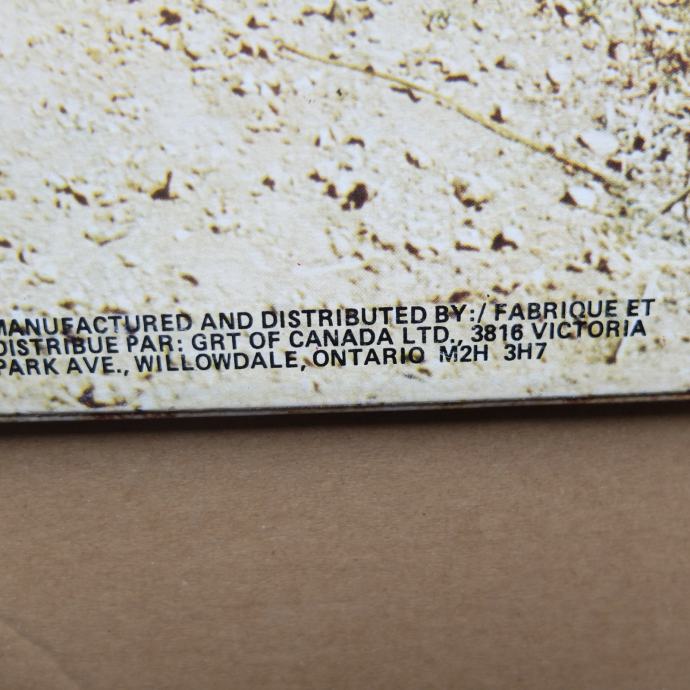 MANUFACTURED AND DISTRIBUTED BY:/ FABRIQUE ET
DISTRIBUE PAR: GRT OF CANADA LTD., 3816 VICTORIA
PARK AVE., WILLOWDALE, ONTARIO M2H 3H7